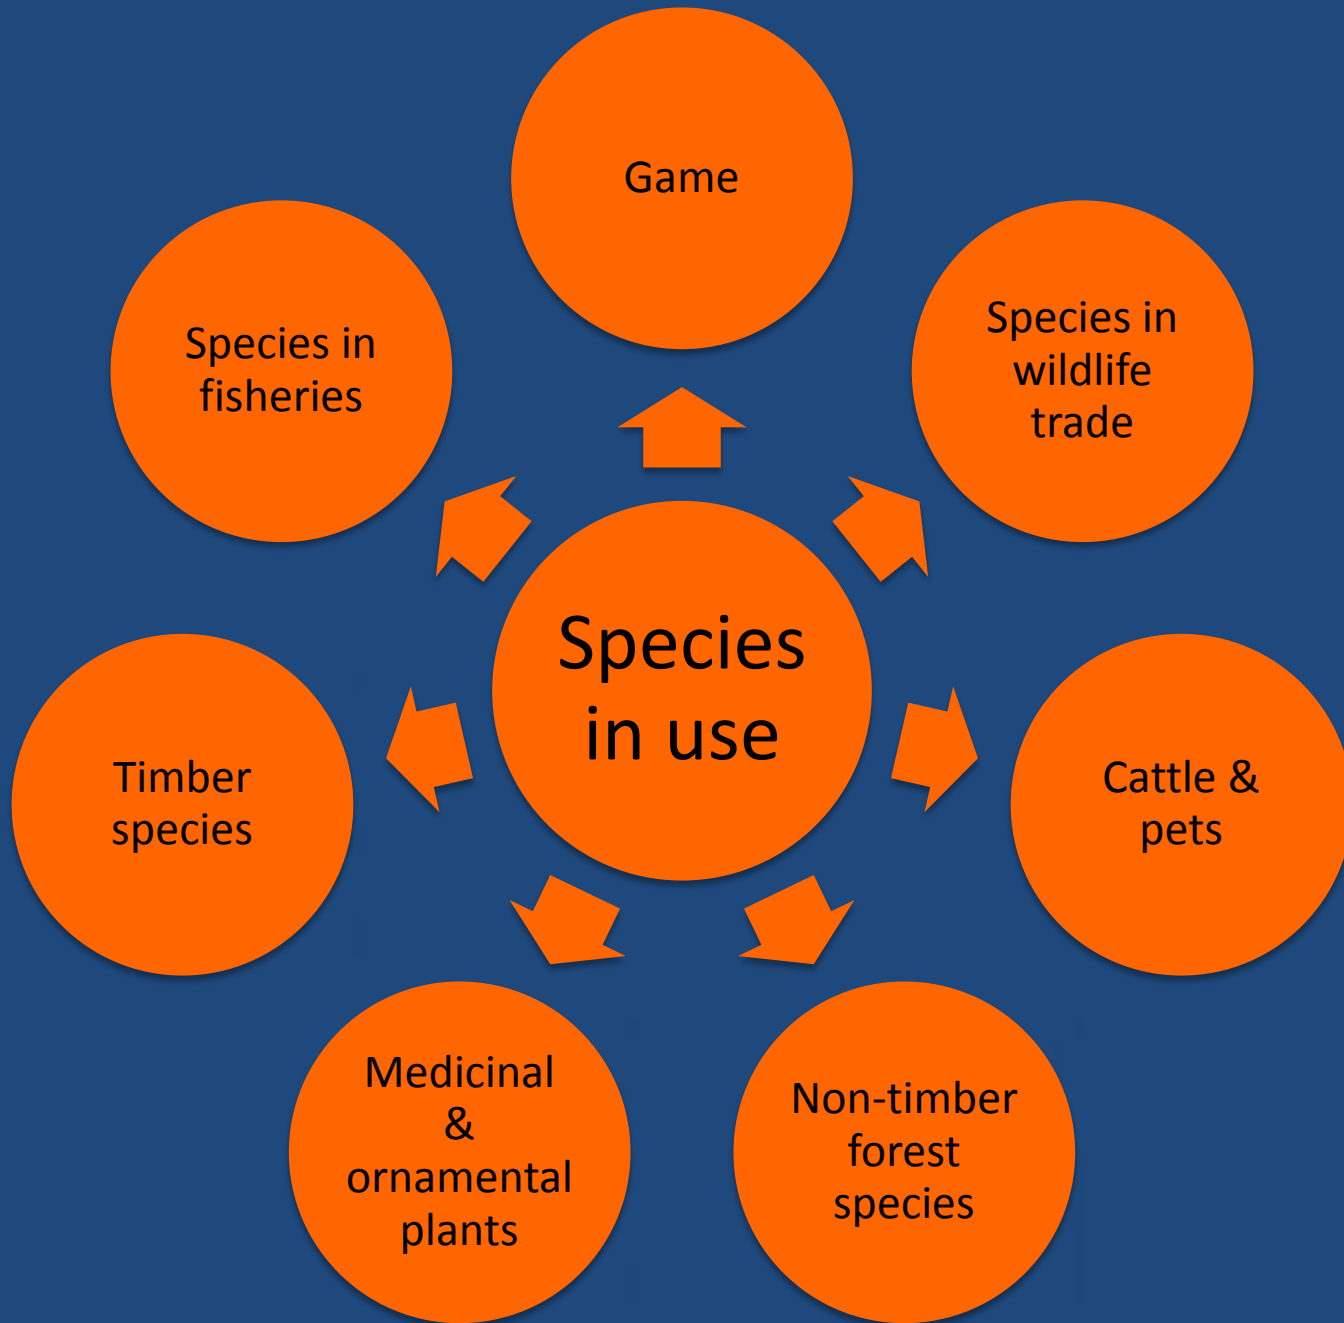 Game
Species in
fisheries
Species in
wildlife
trade
Species
in use
Timber
species
Cattle &
pets
Medicinal
&
ornamental
plants
Non-timber
forest
species